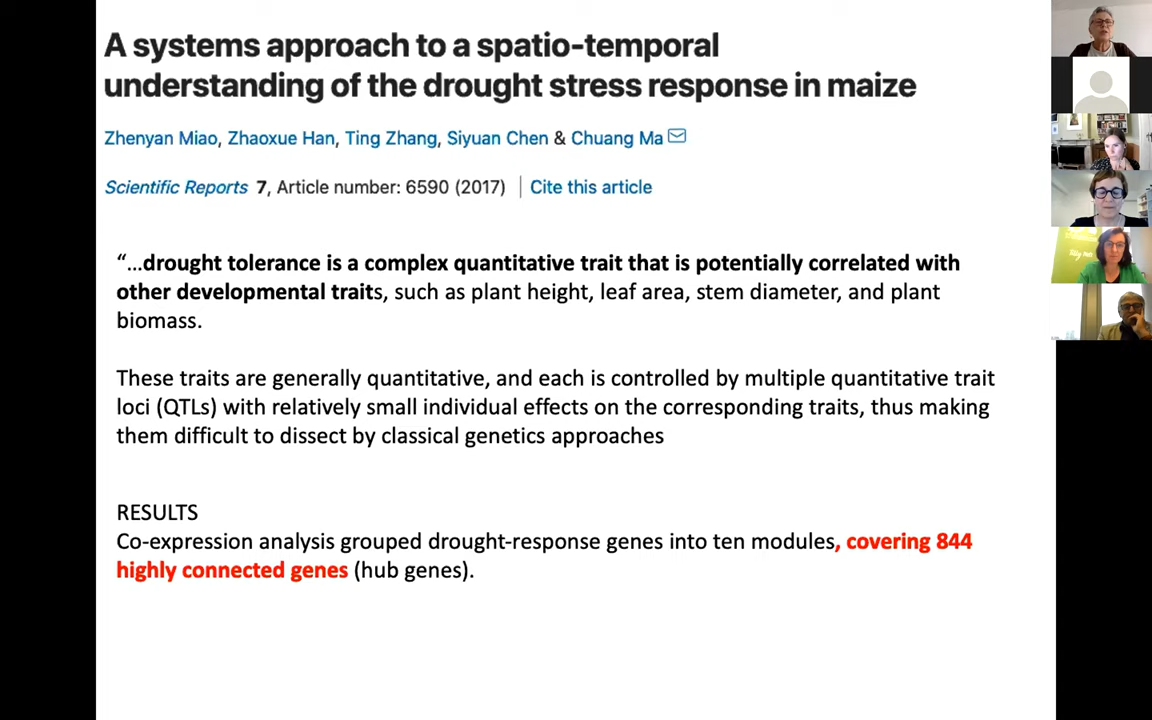 A systems approach to a spatio-temporal
understanding of the drought stress response in maize
Zhenyan Miao, Zhaoxue Han, Ting Zhang, Siyuan Chen & Chuang Ma
Scientific Reports 7, Article number: 6590 (2017) | Cite this article
“...drought tolerance is a complex quantitative trait that is potentially correlated with
other developmental traits, such as plant height, leaf area, stem diameter, and plant
biomass.
These traits are generally quantitative, and each is controlled by multiple quantitative trait
loci (QTLs) with relatively small individual effects on the corresponding traits, thus making
them difficult to dissect by classical genetics approaches
RESULTS
Co-expression analysis grouped drought-response genes into ten modules, covering 844
highly connected genes (hub genes).